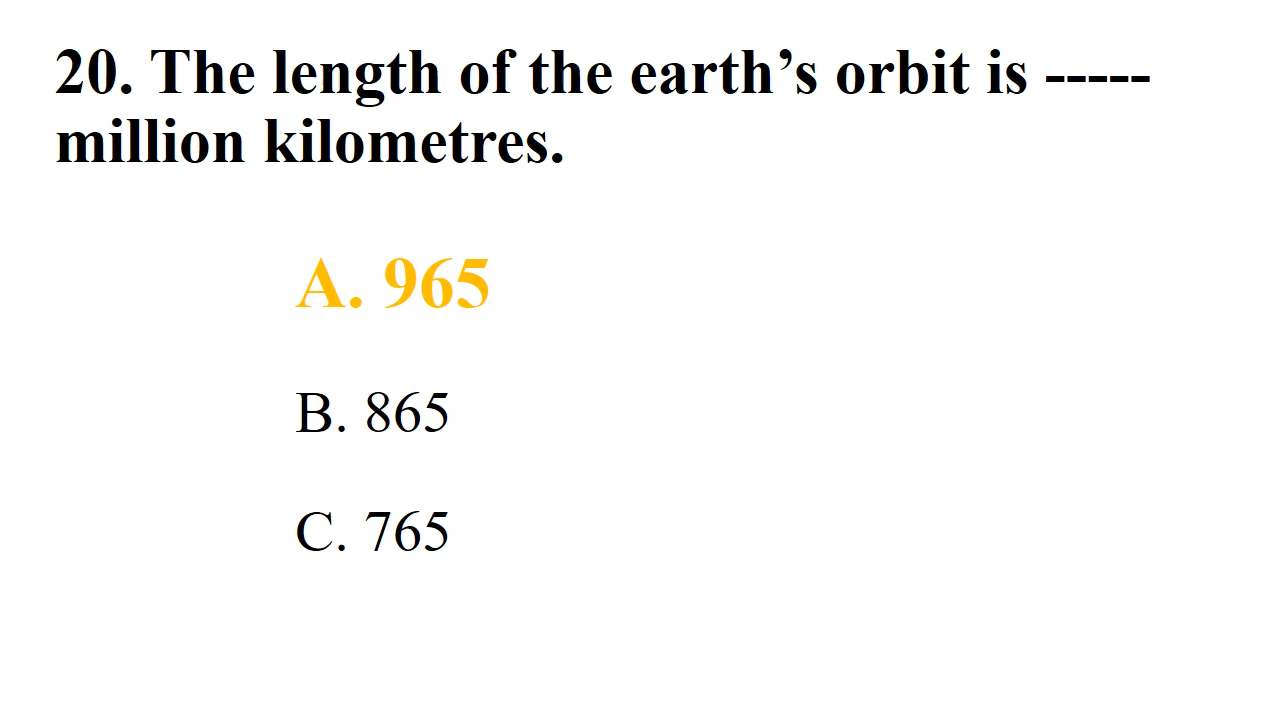 20. The length of the earth’s orbit is -----
million kilometres.
A. 965
B. 865
C. 765